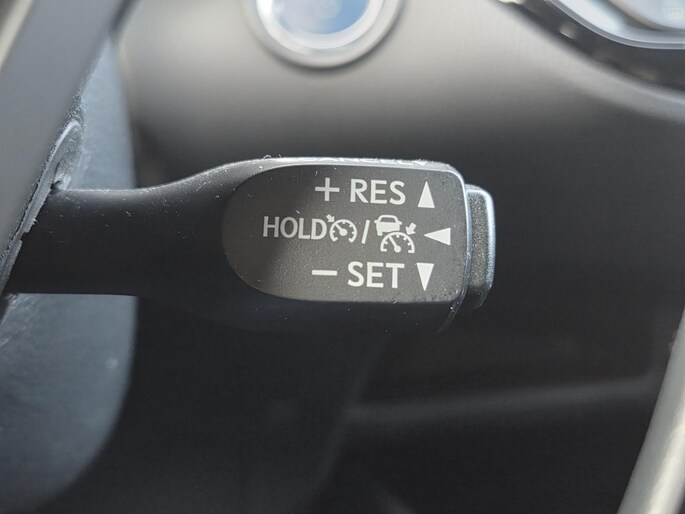 + RES
HOLD /
− SET